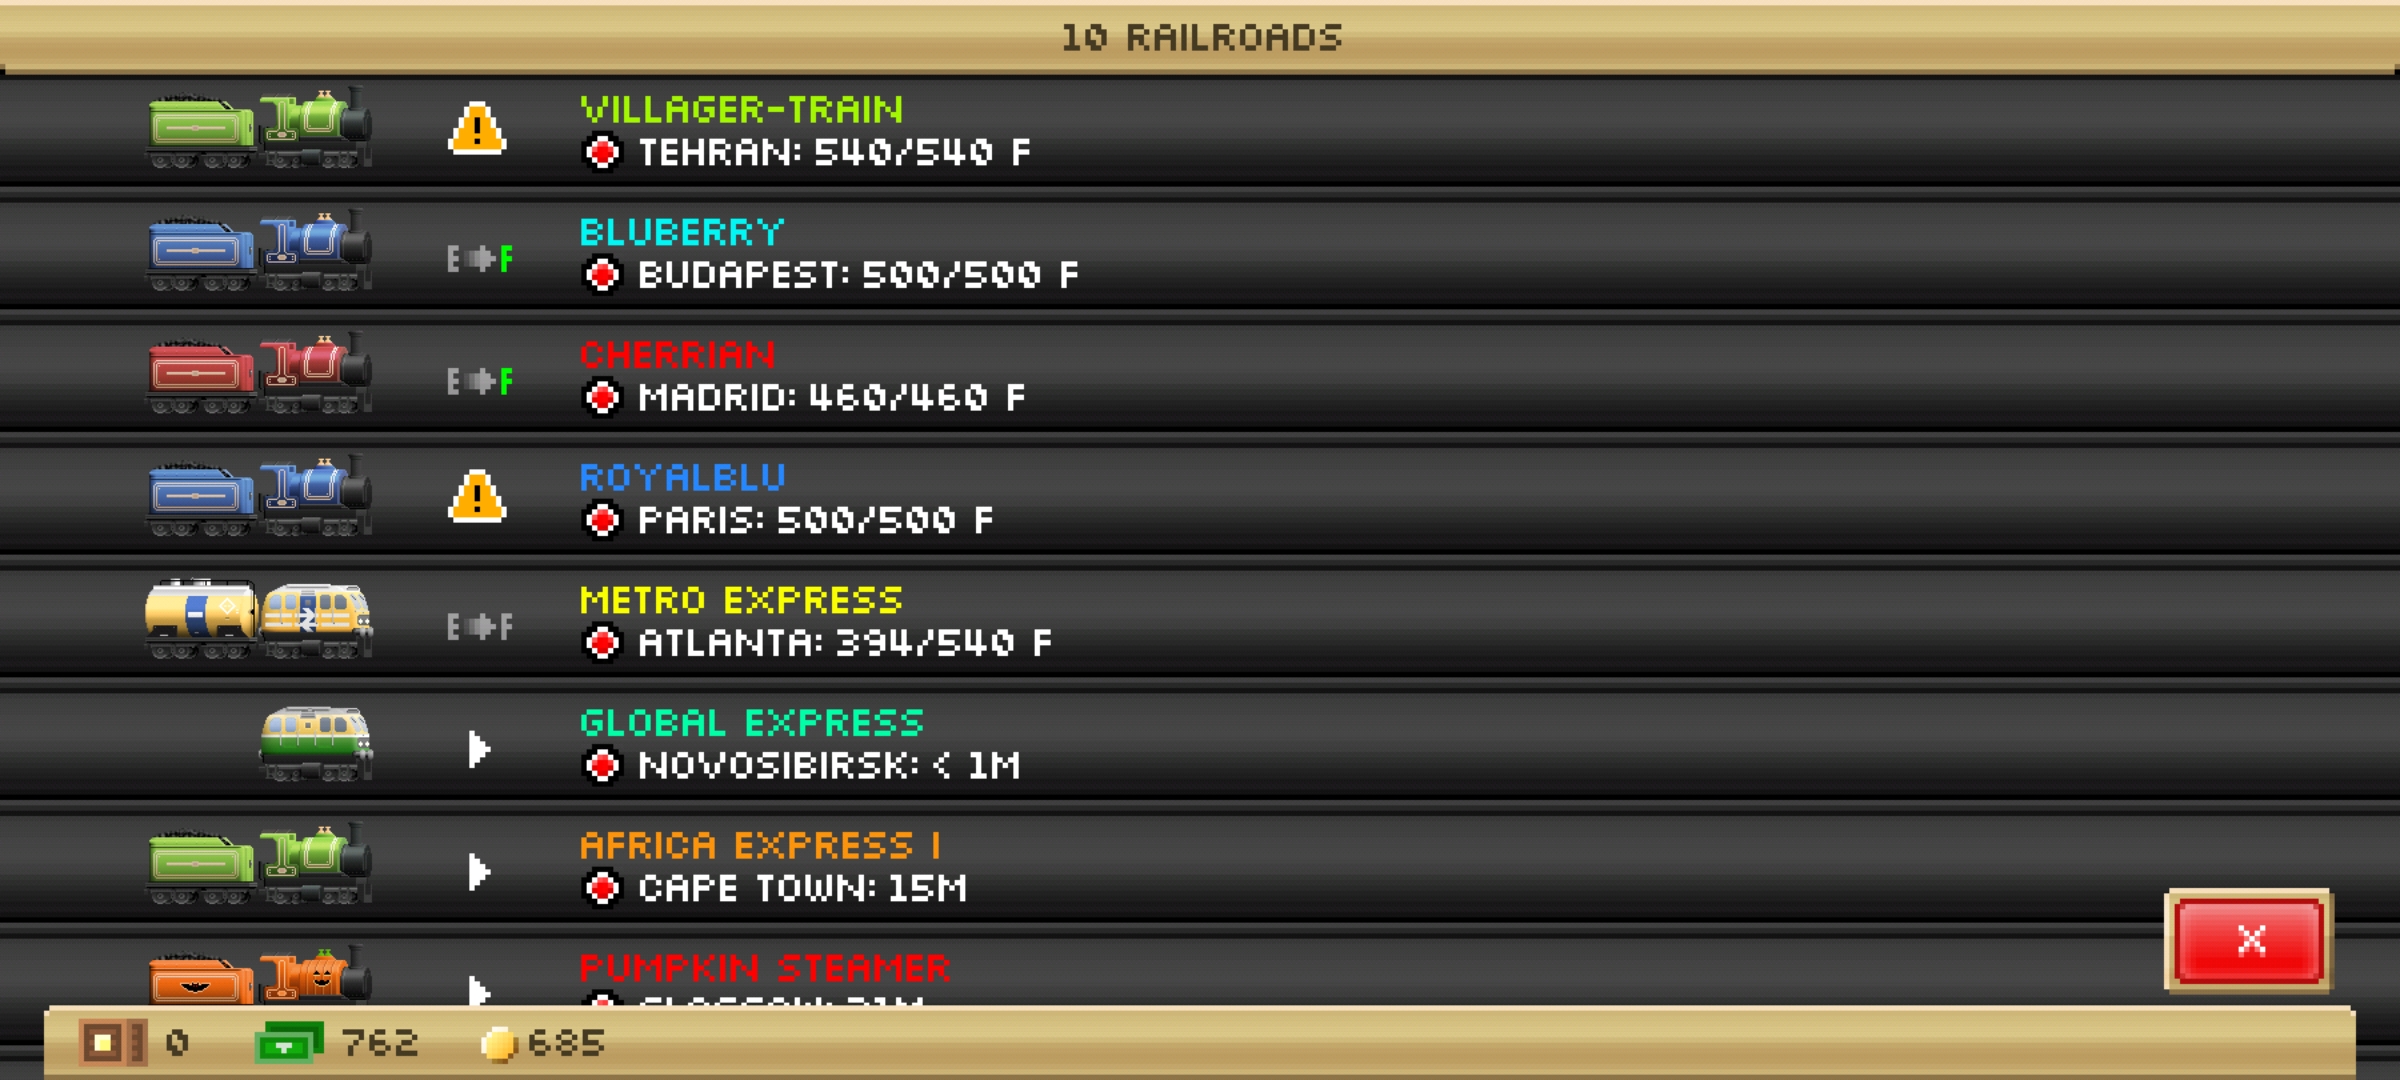 10 RAILROADS
VILLAGER-TRAIN
TEHRAN: 540/540 F
E F
BLUBERRY
BUDAPEST: 500/500 F
E F
CHERRIAN
MADRID: 460/460 F
ROYALBLU
PARIS: 500/500 F
E F
METRO EXPRESS
ATLANTA: 394/540 F
GLOBAL EXPRESS
NOVOSIBIRSK: < 1M
AFRICA EXPRESS I
CAPE TOWN: 15M
PUMPKIN STEAMER
X
0 762 685